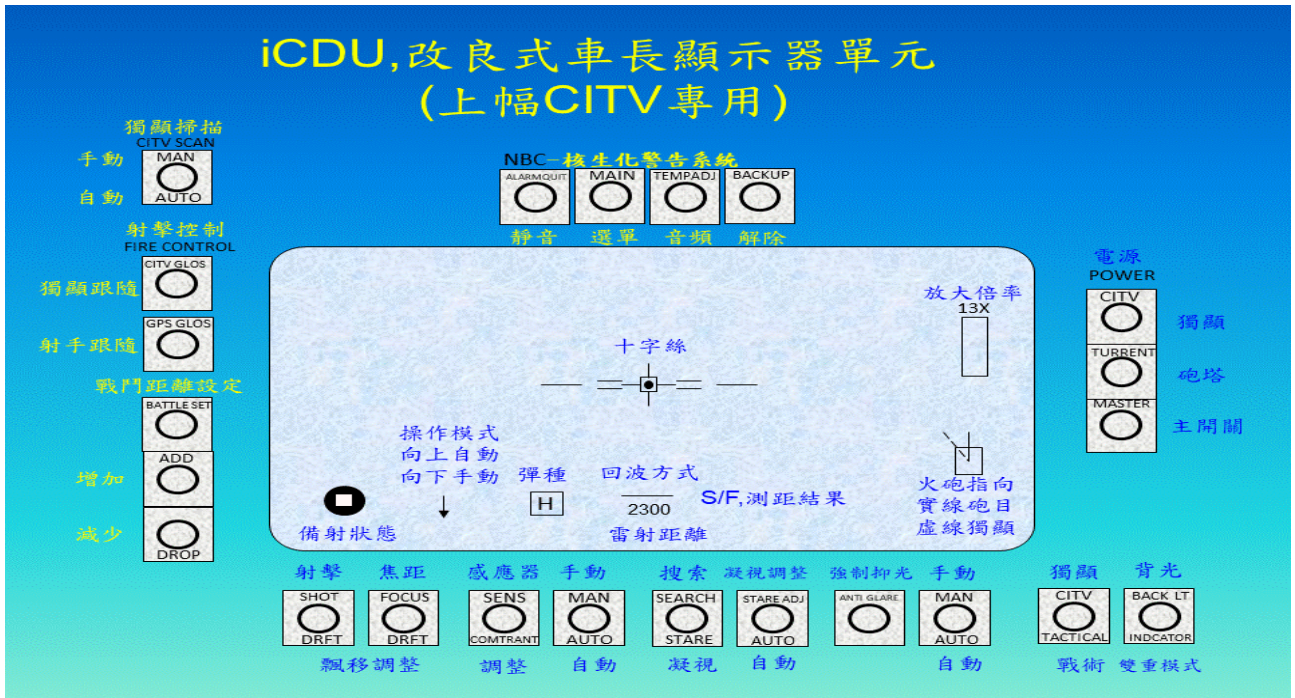 iCDU,改良式車長顯示器單元
(上幅CITV專用)
獨顯掃描
CITV SCAN
手動
MAN
自動
AUTO
NBC-核生化警告系統
ALARMQUIT
MAIN
TEMPADJ
BACKUP
靜音
選單
音頻
解除
射擊控制
FIRE CONTROL
CITV GLOS
獨顯跟隨
GPS GLOS
射手跟隨
戰鬥距離設定
BATTLE SET
ADD
增加
減少
DROP
放大倍率
13X
十字絲
操作模式
向上自動
向下手動
彈種
H
回波方式
2300
S/F,測距結果
雷射距離
備射狀態
火砲指向
實線砲目
虛線獨顯
電源
POWER
CITV
獨顯
TURRENT
砲塔
MASTER
主開關
射擊
焦距
感應器
手動
搜索
凝視調整
強制抑光
手動
獨顯
背光
SHOT
DRFT
FOCUS
DRFT
SENS
COMTRANT
MAN
AUTO
SEARCH
STARE
STARE ADJ
AUTO
ANTI GLARE
MAN
AUTO
CITV
TACTICAL
BACK LT
INDCATOR
飄移調整
調整
自動
凝視
自動
自動
戰術
雙重模式